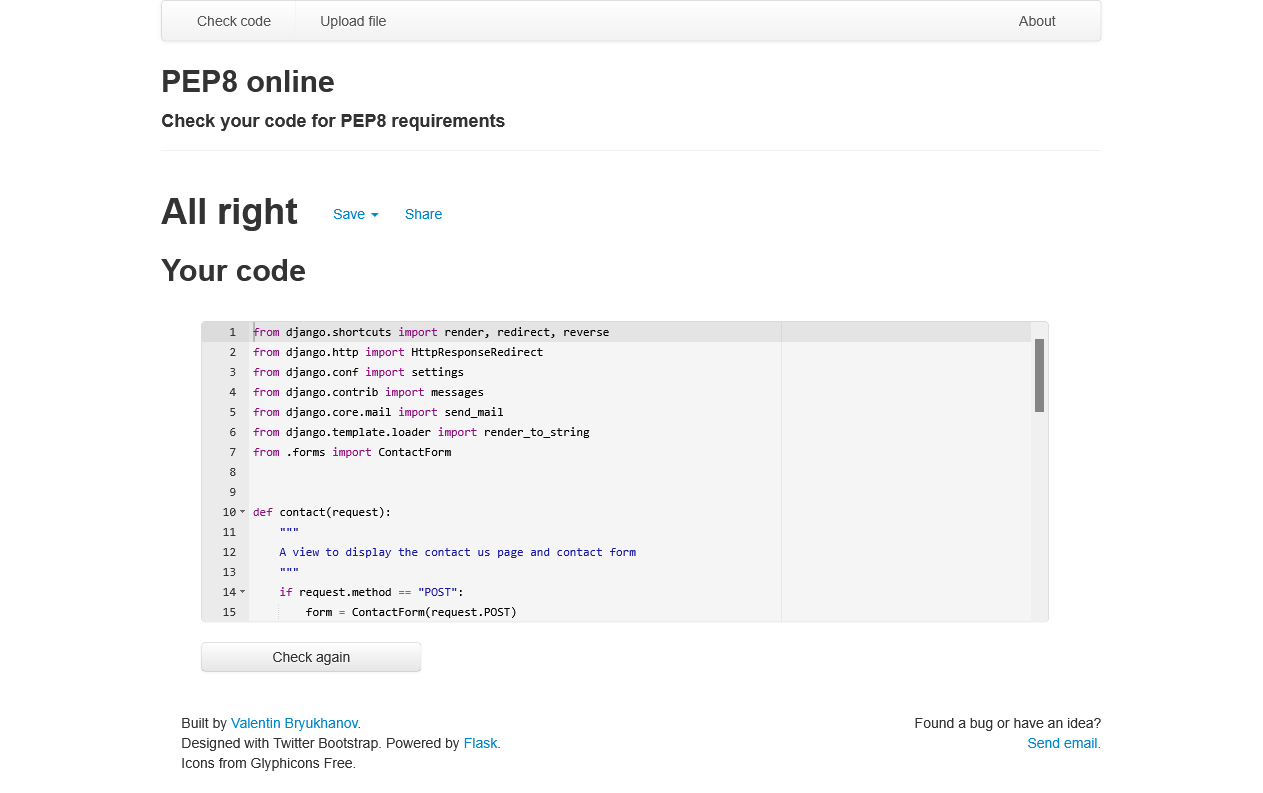 Check code Upload file About
PEP8 online
Check your code for PEP8 requirements
All right Save Share
Your code
1 from django.shortcuts import render, redirect, reverse
2 from django.http import HttpResponseRedirect
3 from django.conf import settings
4 from django.contrib import messages
5 from django.core.mail import send_mail
6 from django.template.loader import render_to_string
7 from .forms import ContactForm
8
9
10 def contact(request):
11     """
12     A view to display the contact us page and contact form
13     """
14     if request.method == "POST":
15         form = ContactForm(request.POST)
Check again
Built by Valentin Bryukhanov. Found a bug or have an idea?
Designed with Twitter Bootstrap. Powered by Flask. Send email.
Icons from Glyphicons Free.